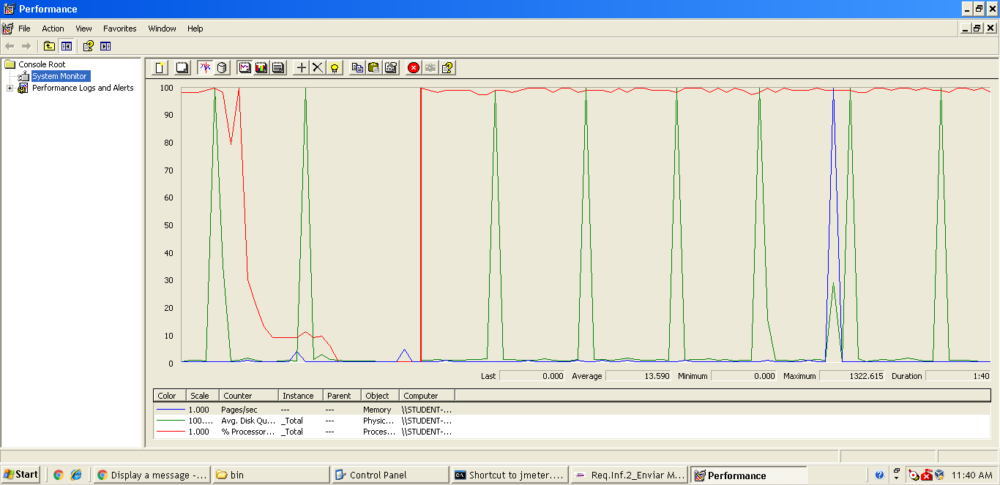 Performance
File Action View Favorites Window Help
Console Root
System Monitor
Performance Logs and Alerts
100
90
80
70
60
50
40
30
20
10
0
Last 0.000 Average 13.590 Minimum 0.000 Maximum 1322.615 Duration 1:40
Color Scale Counter Instance Parent Object Computer
1.000 Pages/sec --- --- Memory \\STUDENT-...
100.... Avg. Disk Qu... _Total --- Physic... \\STUDENT-...
1.000 % Processor... _Total --- Proces... \\STUDENT-...
Start Display a message -... bin Control Panel Shortcut to jmeter.... Req.Inf.2_Enviar M... Performance 11:40 AM